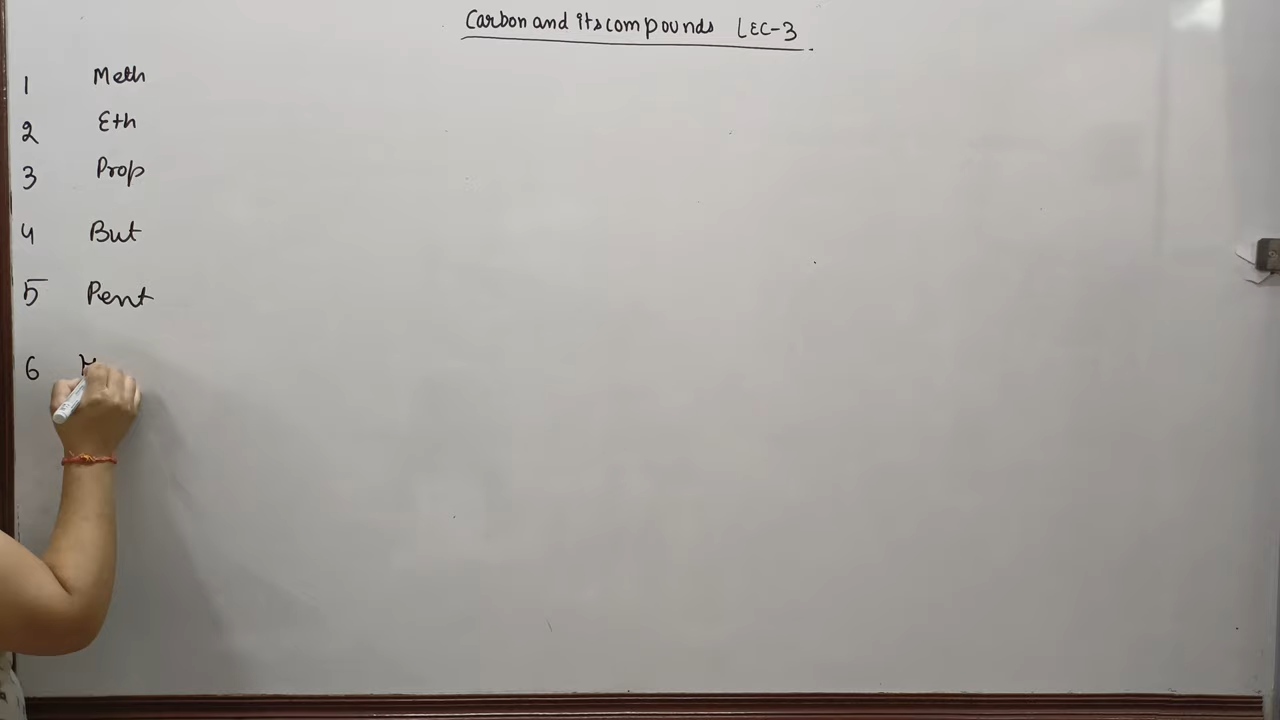 Carbon and its compounds LEC-3
1 Meth
2 Eth
3 Prop
4 But
5 Pent
6